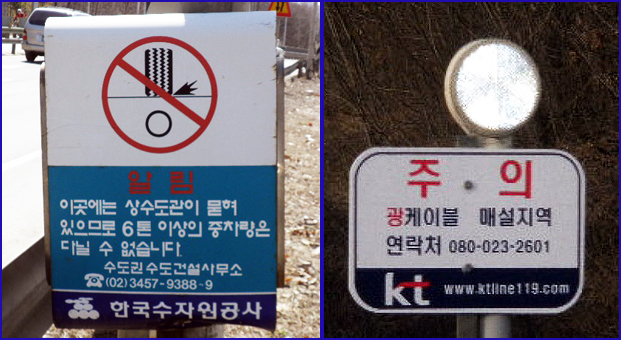 알 림
이곳에는 상수도관이 묻혀
있으므로 6톤 이상의 중차량은
다닐 수 없습니다.
수도권 수도건설사무소
☎(02)3457-9388~9
한국수자원공사
주 의
광케이블 매설지역
연락처 080-023-2601
kt www.ktline119.com